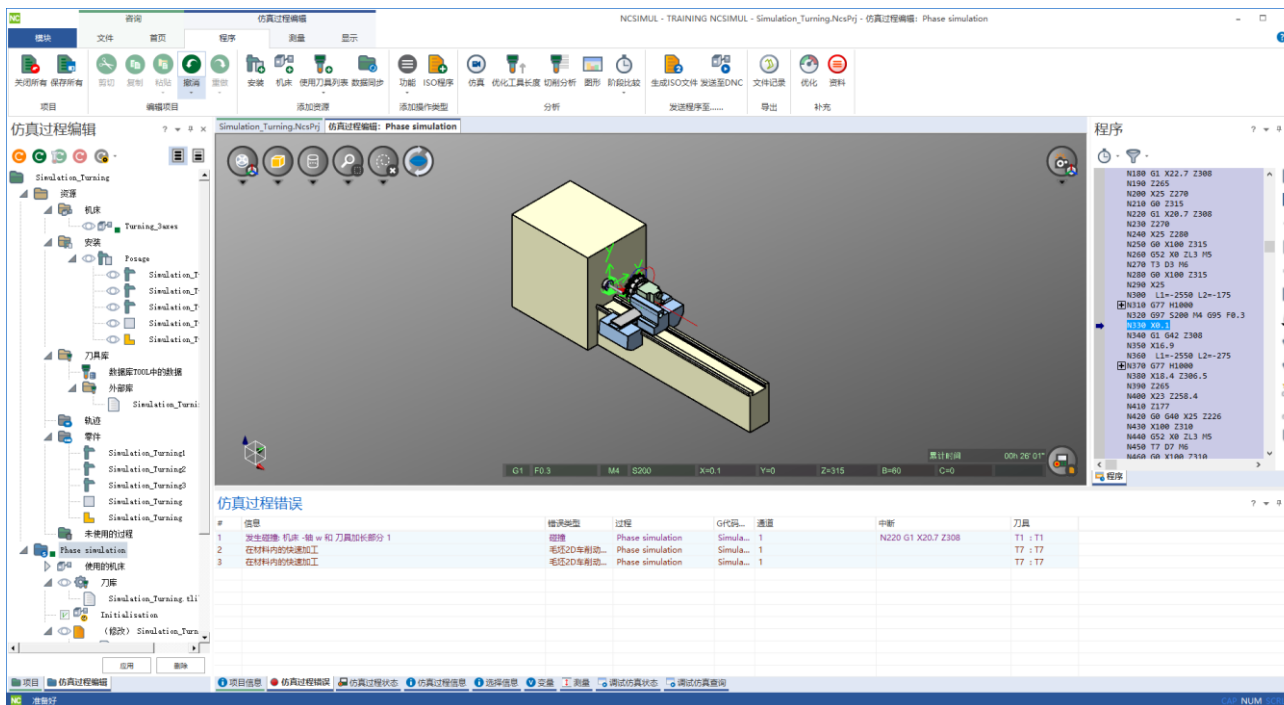 咨询 仿真过程编辑 NCSIMUL - TRAINING NCSIMUL - Simulation_Turning.NcsPrj - 仿真过程编辑: Phase simulation
模块 文件 首页 程序 测量 显示
关闭所有 保存所有 剪切 复制 粘贴 撤消 重做 安装 机床 使用刀具列表 数据同步 功能 ISO程序 仿真 优化工具长度 切削分析 图形 阶段比较 生成ISO文件 发送至DNC 文件记录 优化 资料
项目 编辑项目 添加资源 添加操作类型 分析 发送程序至...... 导出 补充
仿真过程编辑
Simulation_Turning
资源
机床
Turning_3axes
安装
Posage
Simulation_T
Simulation_T
Simulation_T
Simulation_T
Simulation_T
刀具库
数据库TOOL中的数据
外部库
Simulation_Turni
轨迹
零件
Simulation_Turning1
Simulation_Turning2
Simulation_Turning3
Simulation_Turning
Simulation_Turning
未使用的过程
Phase simulation
使用的机床
刀库
Simulation_Turning.tli
Initialization
(修改) Simulation_Turn
应用 删除
项目 仿真过程编辑
Simulation_Turning.NcsPrj 仿真过程编辑: Phase simulation
累计时间 00h 26' 01"
G1 F0.3 M4 S200 X=0.1 Y=0 Z=315 B=60 C=0
程序
N180 G1 X22.7 Z308
N190 Z265
N200 X25 Z270
N210 G0 Z315
N220 G1 X20.7 Z308
N230 Z270
N240 X25 Z280
N250 G0 X100 Z315
N260 G52 X0 ZL3 M5
N270 T3 D3 M6
N280 G0 X100 Z315
N290 X25
N300 L1=-2550 L2=-175
N310 G77 H1000
N320 G97 S200 M4 G95 F0.3
N330 X0.1
N340 G1 G42 Z308
N350 X16.9
N360 L1=-2550 L2=-275
N370 G77 H1000
N380 X18.4 Z306.5
N390 Z265
N400 X23 Z258.4
N410 Z177
N420 G0 G40 X25 Z226
N430 X100 Z310
N440 G52 X0 ZL3 M5
N450 T7 D7 M6
N460 G0 X100 Z310
程序
仿真过程错误
# 信息 错误类型 过程 G代码... 通道 中断 刀具
1 发生碰撞: 机床 -轴 w 和 刀具加长部分 1 碰撞 Phase simulation Simula... 1 N220 G1 X20.7 Z308 T1 : T1
2 在材料内的快速加工 毛坯2D车削动... Phase simulation Simula... 1 T7 : T7
3 在材料内的快速加工 毛坯2D车削动... Phase simulation Simula... 1 T7 : T7
项目信息 仿真过程错误 仿真过程状态 仿真过程信息 选择信息 变量 测量 调试仿真状态 调试仿真查询
NC 准备好 CAP NUM SCR